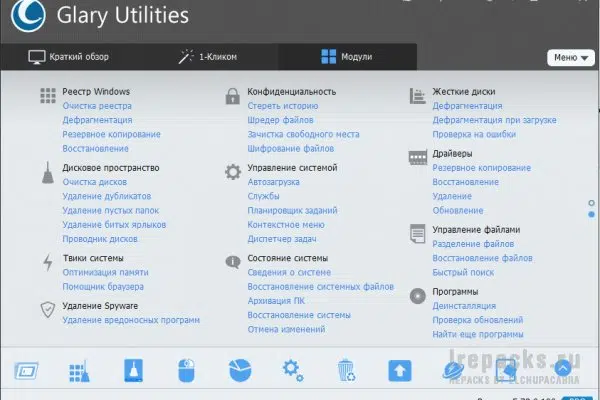 Glary Utilities
Краткий обзор
1-Кликом
Модули
Меню
Реестр Windows
Очистка реестра
Дефрагментация
Резервное копирование
Восстановление
Дисковое пространство
Очистка дисков
Удаление дубликатов
Удаление пустых папок
Удаление битых ярлыков
Проводник дисков
Твики системы
Оптимизация памяти
Помощник браузера
Удаление Spyware
Удаление вредоносных программ
Конфиденциальность
Стереть историю
Шредер файлов
Зачистка свободного места
Шифрование файлов
Управление системой
Автозагрузка
Службы
Планировщик заданий
Контекстное меню
Диспетчер задач
Состояние системы
Сведения о системе
Восстановление системных файлов
Архивация ПК
Восстановление системы
Отмена изменений
Жесткие диски
Дефрагментация
Дефрагментация при загрузке
Проверка на ошибки
Драйверы
Резервное копирование
Восстановление
Удаление
Обновление
Управление файлами
Разделение файлов
Восстановление файлов
Быстрый поиск
Программы
Деинсталляция
Проверка обновлений
Найти еще программы
lrepacks.ru
REPACKS BY ELCHUPACABRA